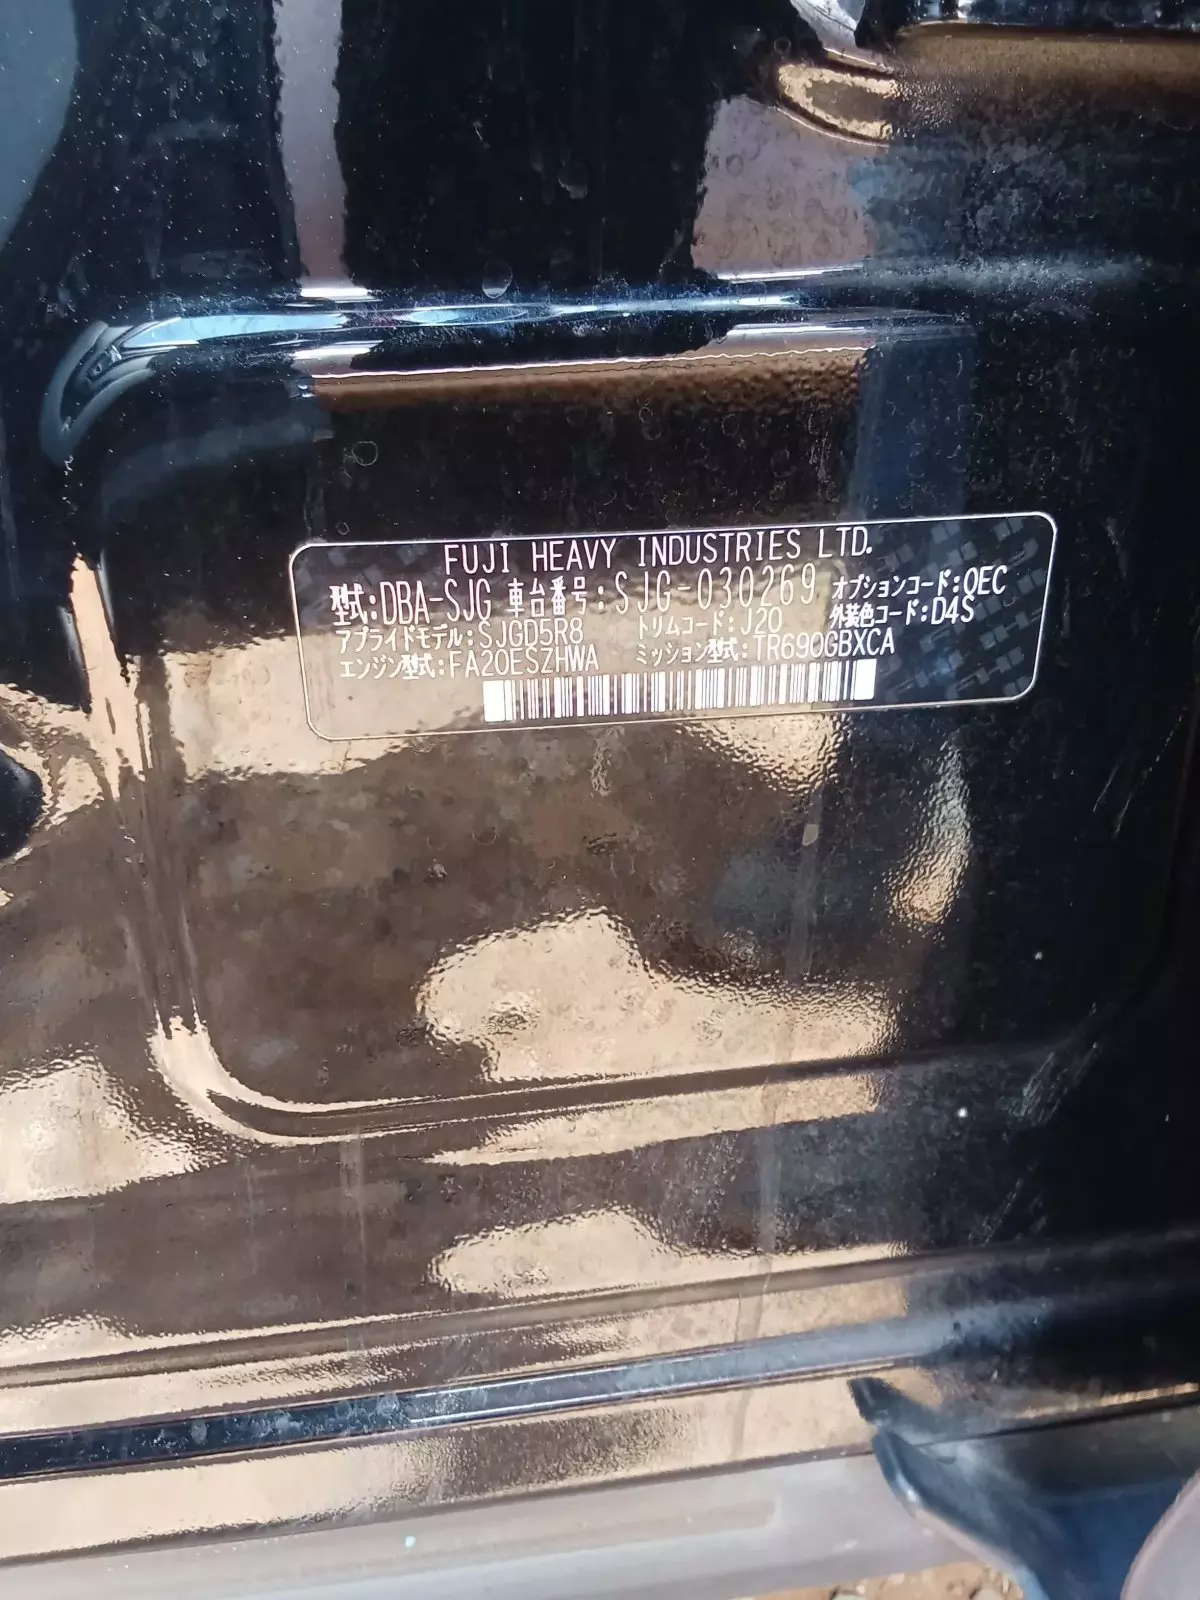 FUJI HEAVY INDUSTRIES LTD.
型式:DBA-SJG 車台番号:SJG-030269 オプションコード:QEC
アプライドモデル:SJGD5R8 トリムコード:J20 外装色コード:D4S
エンジン型式:FA20ESZHWA ミッション型式:TR690GBXCA